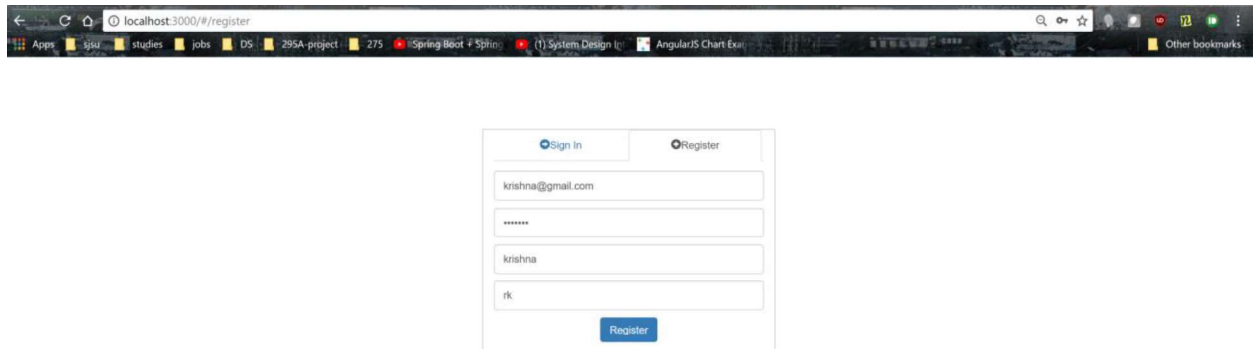 localhost:3000/#/register
Apps sjsu studies jobs DS 295A-project 275 Spring Boot + Spring (1) System Design In AngularJS Chart Exa Other bookmarks
Sign In Register
krishna@gmail.com
•••••••
krishna
rk
Register